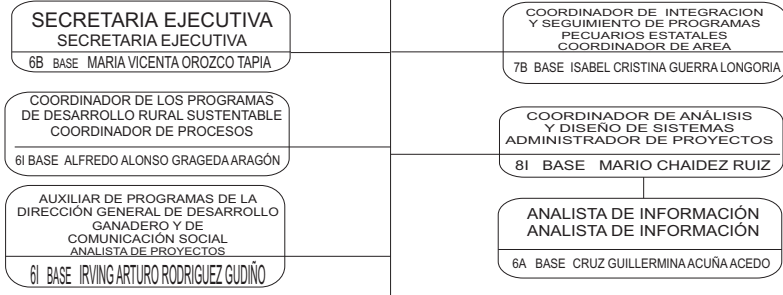 SECRETARIA EJECUTIVA
SECRETARIA EJECUTIVA
6B BASE MARIA VICENTA OROZCO TAPIA
COORDINADOR DE LOS PROGRAMAS
DE DESARROLLO RURAL SUSTENTABLE
COORDINADOR DE PROCESOS
6I BASE ALFREDO ALONSO GRAGEDA ARAGÓN
AUXILIAR DE PROGRAMAS DE LA
DIRECCIÓN GENERAL DE DESARROLLO
GANADERO Y DE
COMUNICACIÓN SOCIAL
ANALISTA DE PROYECTOS
6I BASE IRVING ARTURO RODRIGUEZ GUDIÑO
COORDINADOR DE INTEGRACION
Y SEGUIMIENTO DE PROGRAMAS
PECUARIOS ESTATALES
COORDINADOR DE AREA
7B BASE ISABEL CRISTINA GUERRA LONGORIA
COORDINADOR DE ANÁLISIS
Y DISEÑO DE SISTEMAS
ADMINISTRADOR DE PROYECTOS
8I BASE MARIO CHAIDEZ RUIZ
ANALISTA DE INFORMACIÓN
ANALISTA DE INFORMACIÓN
6A BASE CRUZ GUILLERMINA ACUÑA ACEDO